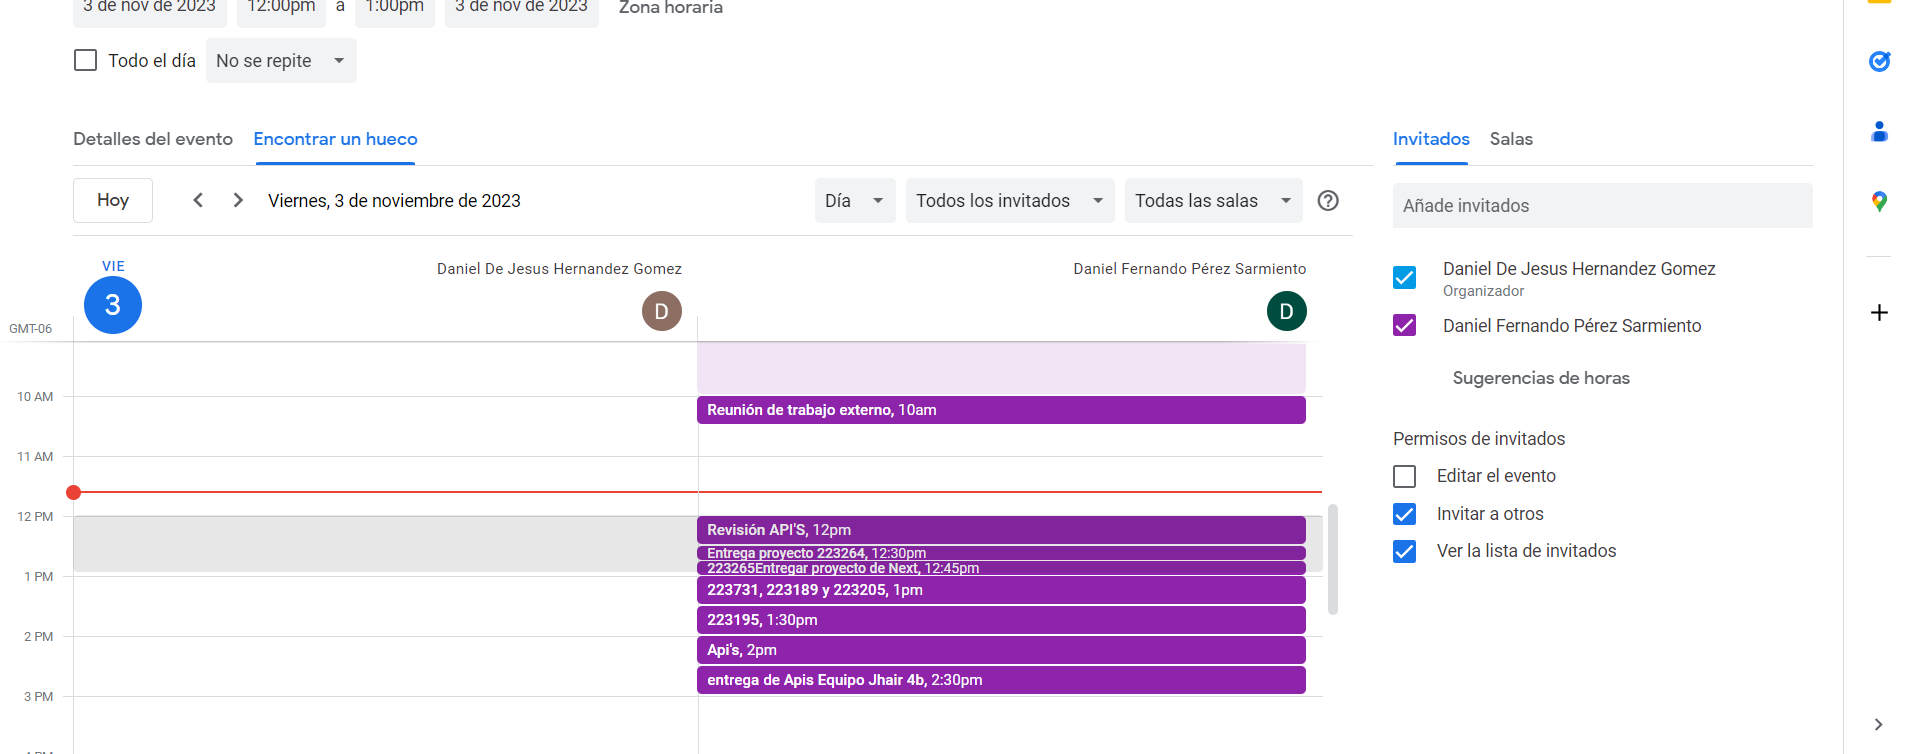 3 de nov de 2023 12:00pm a 1:00pm 3 de nov de 2023 Zona horaria
Todo el día No se repite
Detalles del evento Encontrar un hueco
Invitados Salas
Hoy Viernes, 3 de noviembre de 2023 Día Todos los invitados Todas las salas
Añade invitados
VIE
3
GMT-06
Daniel De Jesus Hernandez Gomez
D
Daniel Fernando Pérez Sarmiento
D
Daniel De Jesus Hernandez Gomez
Organizador
Daniel Fernando Pérez Sarmiento
Sugerencias de horas
Permisos de invitados
Editar el evento
Invitar a otros
Ver la lista de invitados
10 AM
Reunión de trabajo externo, 10am
11 AM
12 PM
Revisión API'S, 12pm
Entrega proyecto 223264, 12:30pm
223265Entregar proyecto de Next, 12:45pm
1 PM
223731, 223189 y 223205, 1pm
223195, 1:30pm
2 PM
Api's, 2pm
entrega de Apis Equipo Jhair 4b, 2:30pm
3 PM